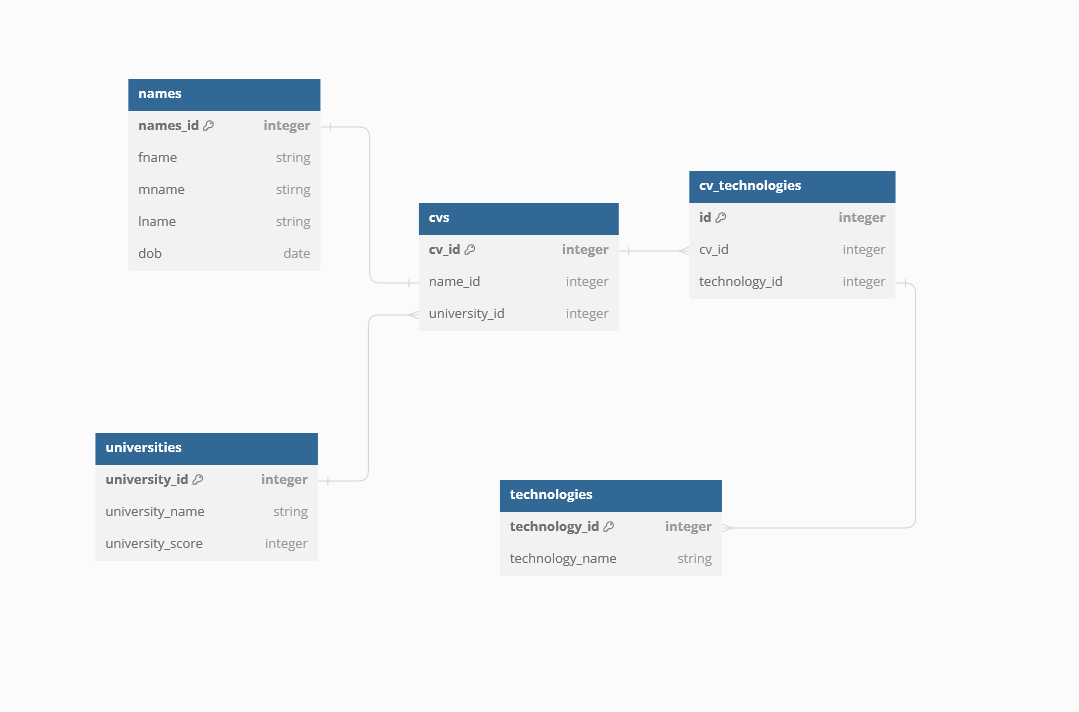 names
names_id integer
fname string
mname stirng
lname string
dob date
cvs
cv_id integer
name_id integer
university_id integer
cv_technologies
id integer
cv_id integer
technology_id integer
universities
university_id integer
university_name string
university_score integer
technologies
technology_id integer
technology_name string